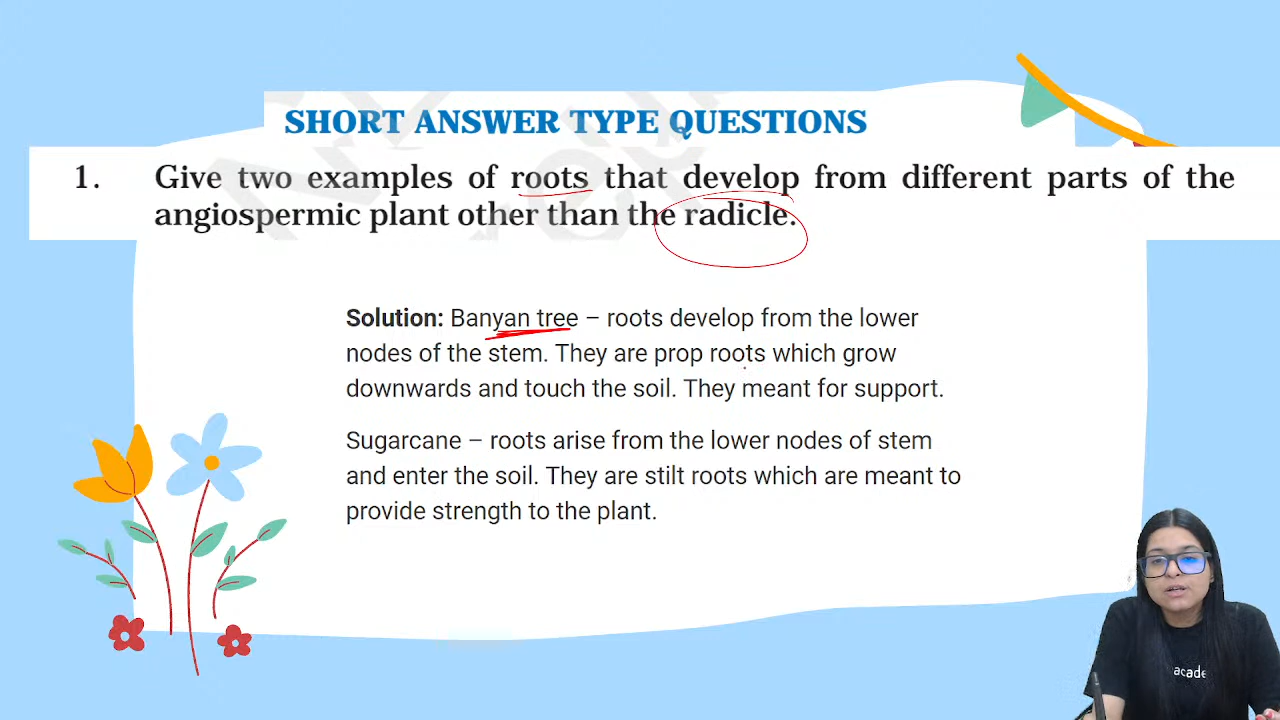 SHORT ANSWER TYPE QUESTIONS
1. Give two examples of roots that develop from different parts of the
angiospermic plant other than the radicle.
Solution: Banyan tree – roots develop from the lower
nodes of the stem. They are prop roots which grow
downwards and touch the soil. They meant for support.
Sugarcane – roots arise from the lower nodes of stem
and enter the soil. They are stilt roots which are meant to
provide strength to the plant.
acade